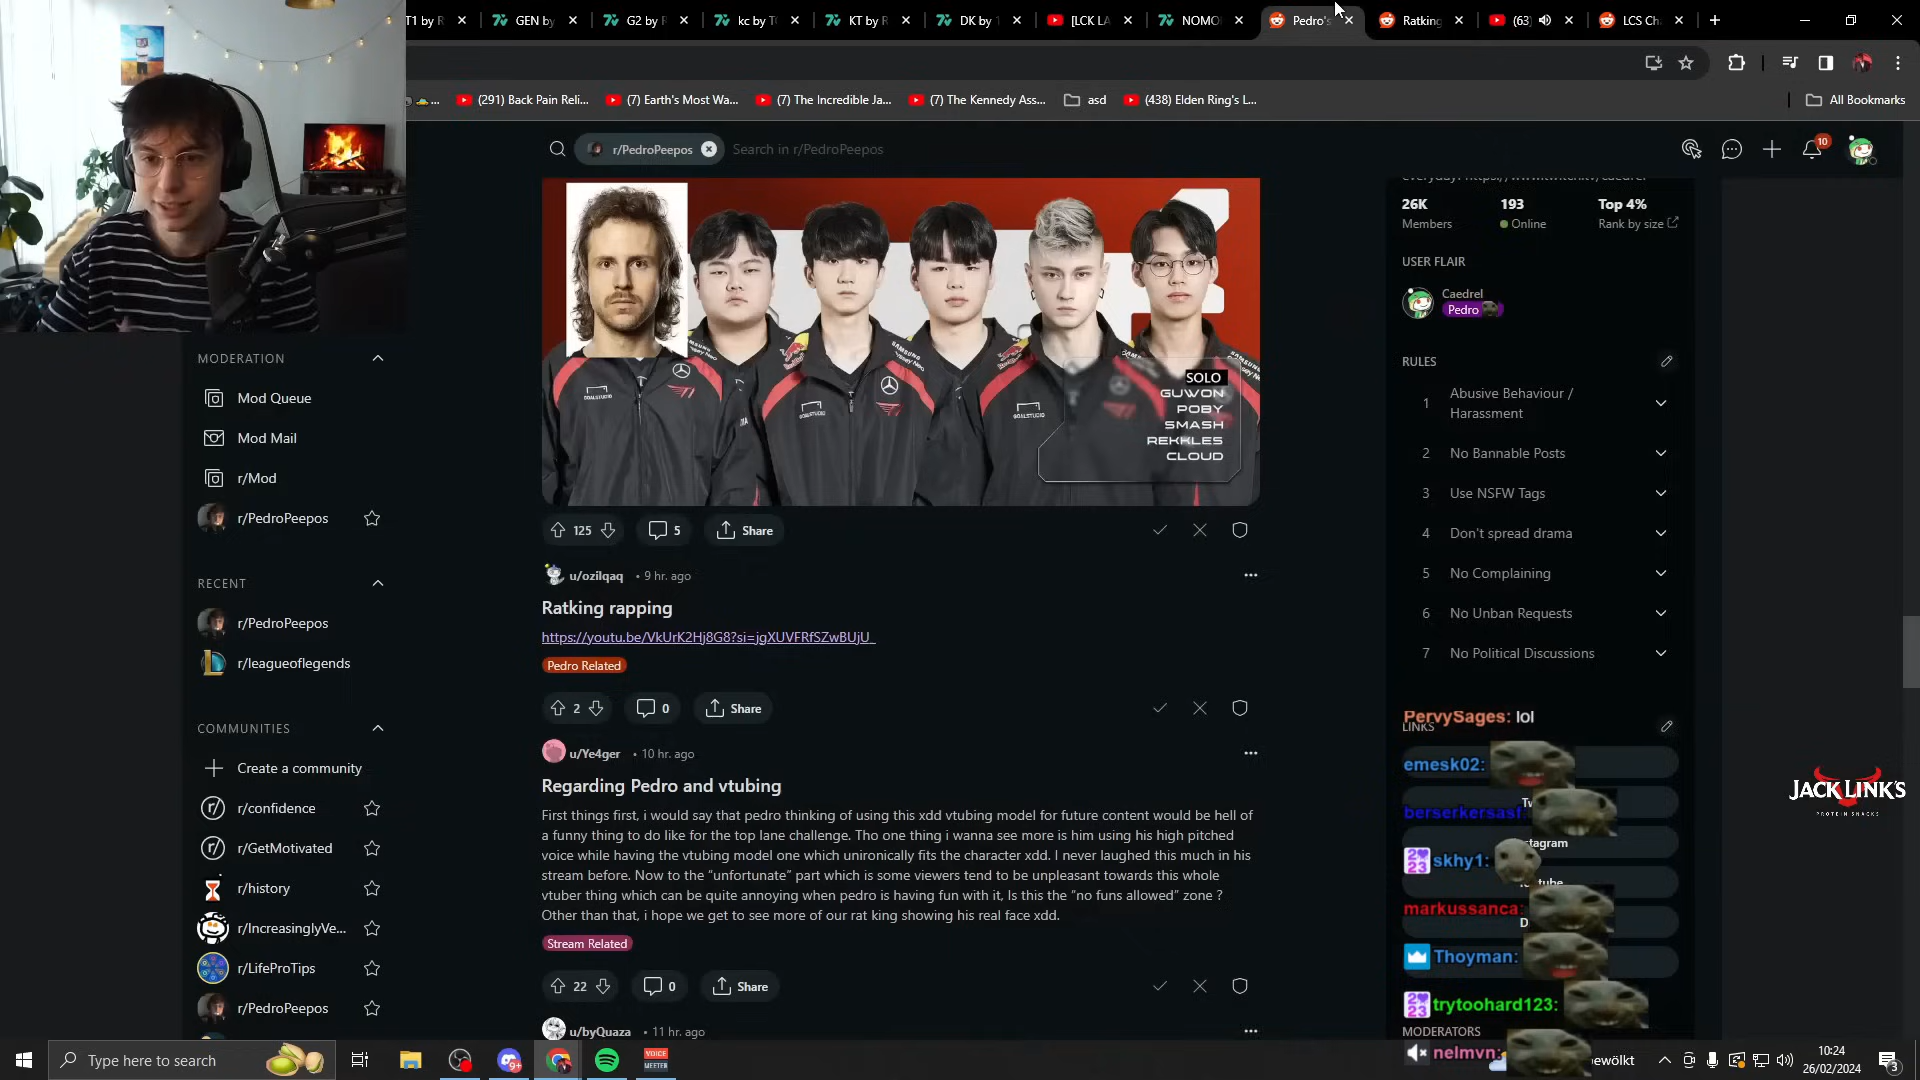 T1 by R
GEN by
G2 by R
kc by T
KT by R
DK by
[LCK LA
NOMO
Pedro's
Ratking
(63)
LCS Ch
(291) Back Pain Reli...
(7) Earth's Most Wa...
(7) The Incredible Ja...
(7) The Kennedy Ass...
asd
(438) Elden Ring's L...
All Bookmarks
r/PedroPeepos
Search in r/PedroPeepos
10
26K
Members
193
Online
Top 4%
Rank by size
USER FLAIR
Caedrel
Pedro
RULES
1 Abusive Behaviour /
Harassment
2 No Bannable Posts
3 Use NSFW Tags
4 Don't spread drama
5 No Complaining
6 No Unban Requests
7 No Political Discussions
PervySages: lol
LINKS
emesk02:
berserkersasf:
stagram
skhy1:
markussanca:
Thoyman:
trytoohard123:
MODERATORS
nelmvn:
JACK LINK'S
PROTEIN SNACKS
MODERATION
Mod Queue
Mod Mail
r/Mod
r/PedroPeepos
RECENT
r/PedroPeepos
r/leagueoflegends
COMMUNITIES
Create a community
r/confidence
r/GetMotivated
r/history
r/IncreasinglyVe...
r/LifeProTips
r/PedroPeepos
SOLO
GUWON
POBY
SMASH
REKKLES
CLOUD
125
5
Share
u/ozilqaq • 9 hr. ago
Ratking rapping
https://youtu.be/VkUrK2Hj8G8?si=jgXUVFRfSZwBUjU_
Pedro Related
2
0
Share
u/Ye4ger • 10 hr. ago
Regarding Pedro and vtubing
First things first, i would say that pedro thinking of using this xdd vtubing model for future content would be hell of
a funny thing to do like for the top lane challenge. Tho one thing i wanna see more is him using his high pitched
voice while having the vtubing model one which unironically fits the character xdd. I never laughed this much in his
stream before. Now to the “unfortunate” part which is some viewers tend to be unpleasant towards this whole
vtuber thing which can be quite annoying when pedro is having fun with it, Is this the “no funs allowed” zone ?
Other than that, i hope we get to see more of our rat king showing his real face xdd.
Stream Related
22
0
Share
u/byQuaza • 11 hr. ago
Type here to search
9+
VOICE
MEETER
ewölkt
10:24
26/02/2024
3